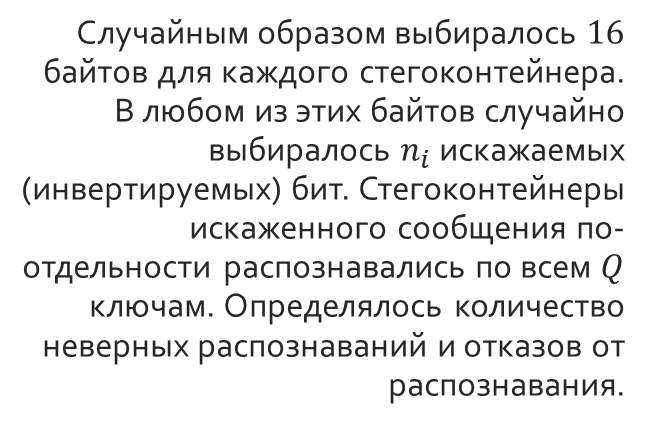 Случайным образом выбиралось 16
байтов для каждого стегоконтейнера.
В любом из этих байтов случайно
выбиралось nᵢ искажаемых
(инвертируемых) бит. Стегоконтейнеры
искаженного сообщения по-
отдельности распознавались по всем Q
ключам. Определялось количество
неверных распознаваний и отказов от
распознавания.